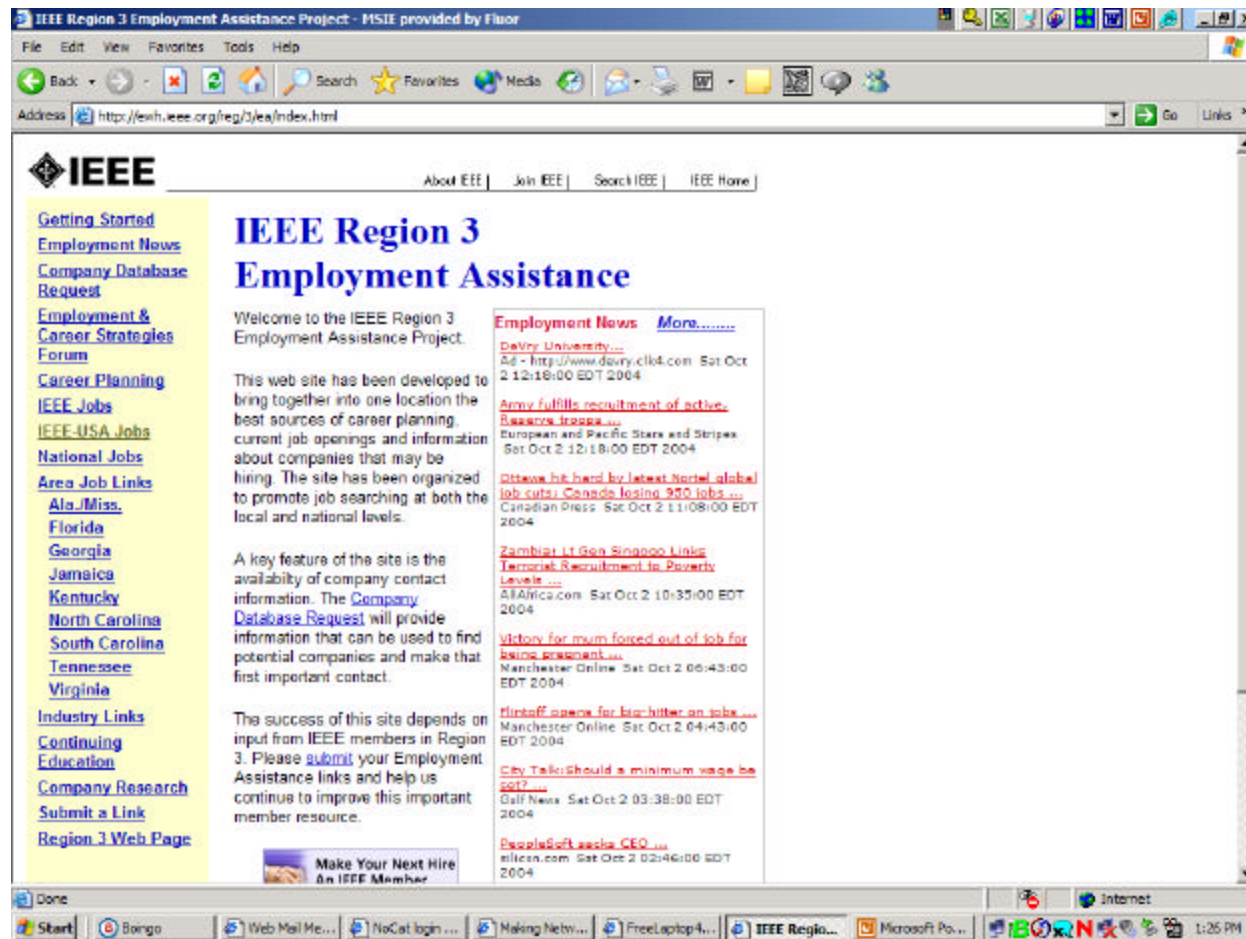 IEEE Region 3 Employment Assistance Project - MSIE provided by Fluor
File Edit View Favorites Tools Help
Back Search Favorites Media
Address http://ewh.ieee.org/reg/3/ea/index.html Go Links
IEEE
About IEEE | Join IEEE | Search IEEE | IEEE Home |
Getting Started
Employment News
Company Database
Request
Employment &
Career Strategies
Forum
Career Planning
IEEE Jobs
IEEE-USA Jobs
National Jobs
Area Job Links
Ala./Miss.
Florida
Georgia
Jamaica
Kentucky
North Carolina
South Carolina
Tennessee
Virginia
Industry Links
Continuing
Education
Company Research
Submit a Link
Region 3 Web Page
IEEE Region 3
Employment Assistance
Welcome to the IEEE Region 3
Employment Assistance Project.
This web site has been developed to
bring together into one location the
best sources of career planning,
current job openings and information
about companies that may be
hiring. The site has been organized
to promote job searching at both the
local and national levels.
A key feature of the site is the
availabilty of company contact
information. The Company
Database Request will provide
information that can be used to find
potential companies and make that
first important contact.
The success of this site depends on
input from IEEE members in Region
3. Please submit your Employment
Assistance links and help us
continue to improve this important
member resource.
Make Your Next Hire
An IEEE Member
Employment News More........
DeVry University...
Ad - http://www.devry.clk4.com Sat Oct
2 12:18:00 EDT 2004
Army fulfills recruitment of active,
Reserve troops ...
European and Pacific Stars and Stripes
Sat Oct 2 12:18:00 EDT 2004
Ottawa hit hard by latest Nortel global
job cuts; Canada losing 950 jobs ...
Canadian Press Sat Oct 2 11:08:00 EDT
2004
Zambia: Lt Gen Singogo Links
Terrorist Recruitment to Poverty
Levels ...
AllAfrica.com Sat Oct 2 10:35:00 EDT
2004
Victory for mum forced out of job for
being pregnant ...
Manchester Online Sat Oct 2 06:43:00
EDT 2004
Flintoff opens for big-hitter on jobs ...
Manchester Online Sat Oct 2 04:43:00
EDT 2004
City Talk:Should a minimum wage be
set? ...
Gulf News Sat Oct 2 03:38:00 EDT
2004
PeopleSoft sacks CEO ...
silicon.com Sat Oct 2 02:46:00 EDT
2004
Done Internet
Start Boingo Web Mail Me... NoCat login ... Making Netw... FreeLaptop4... IEEE Regio... Microsoft Po... 1:26 PM